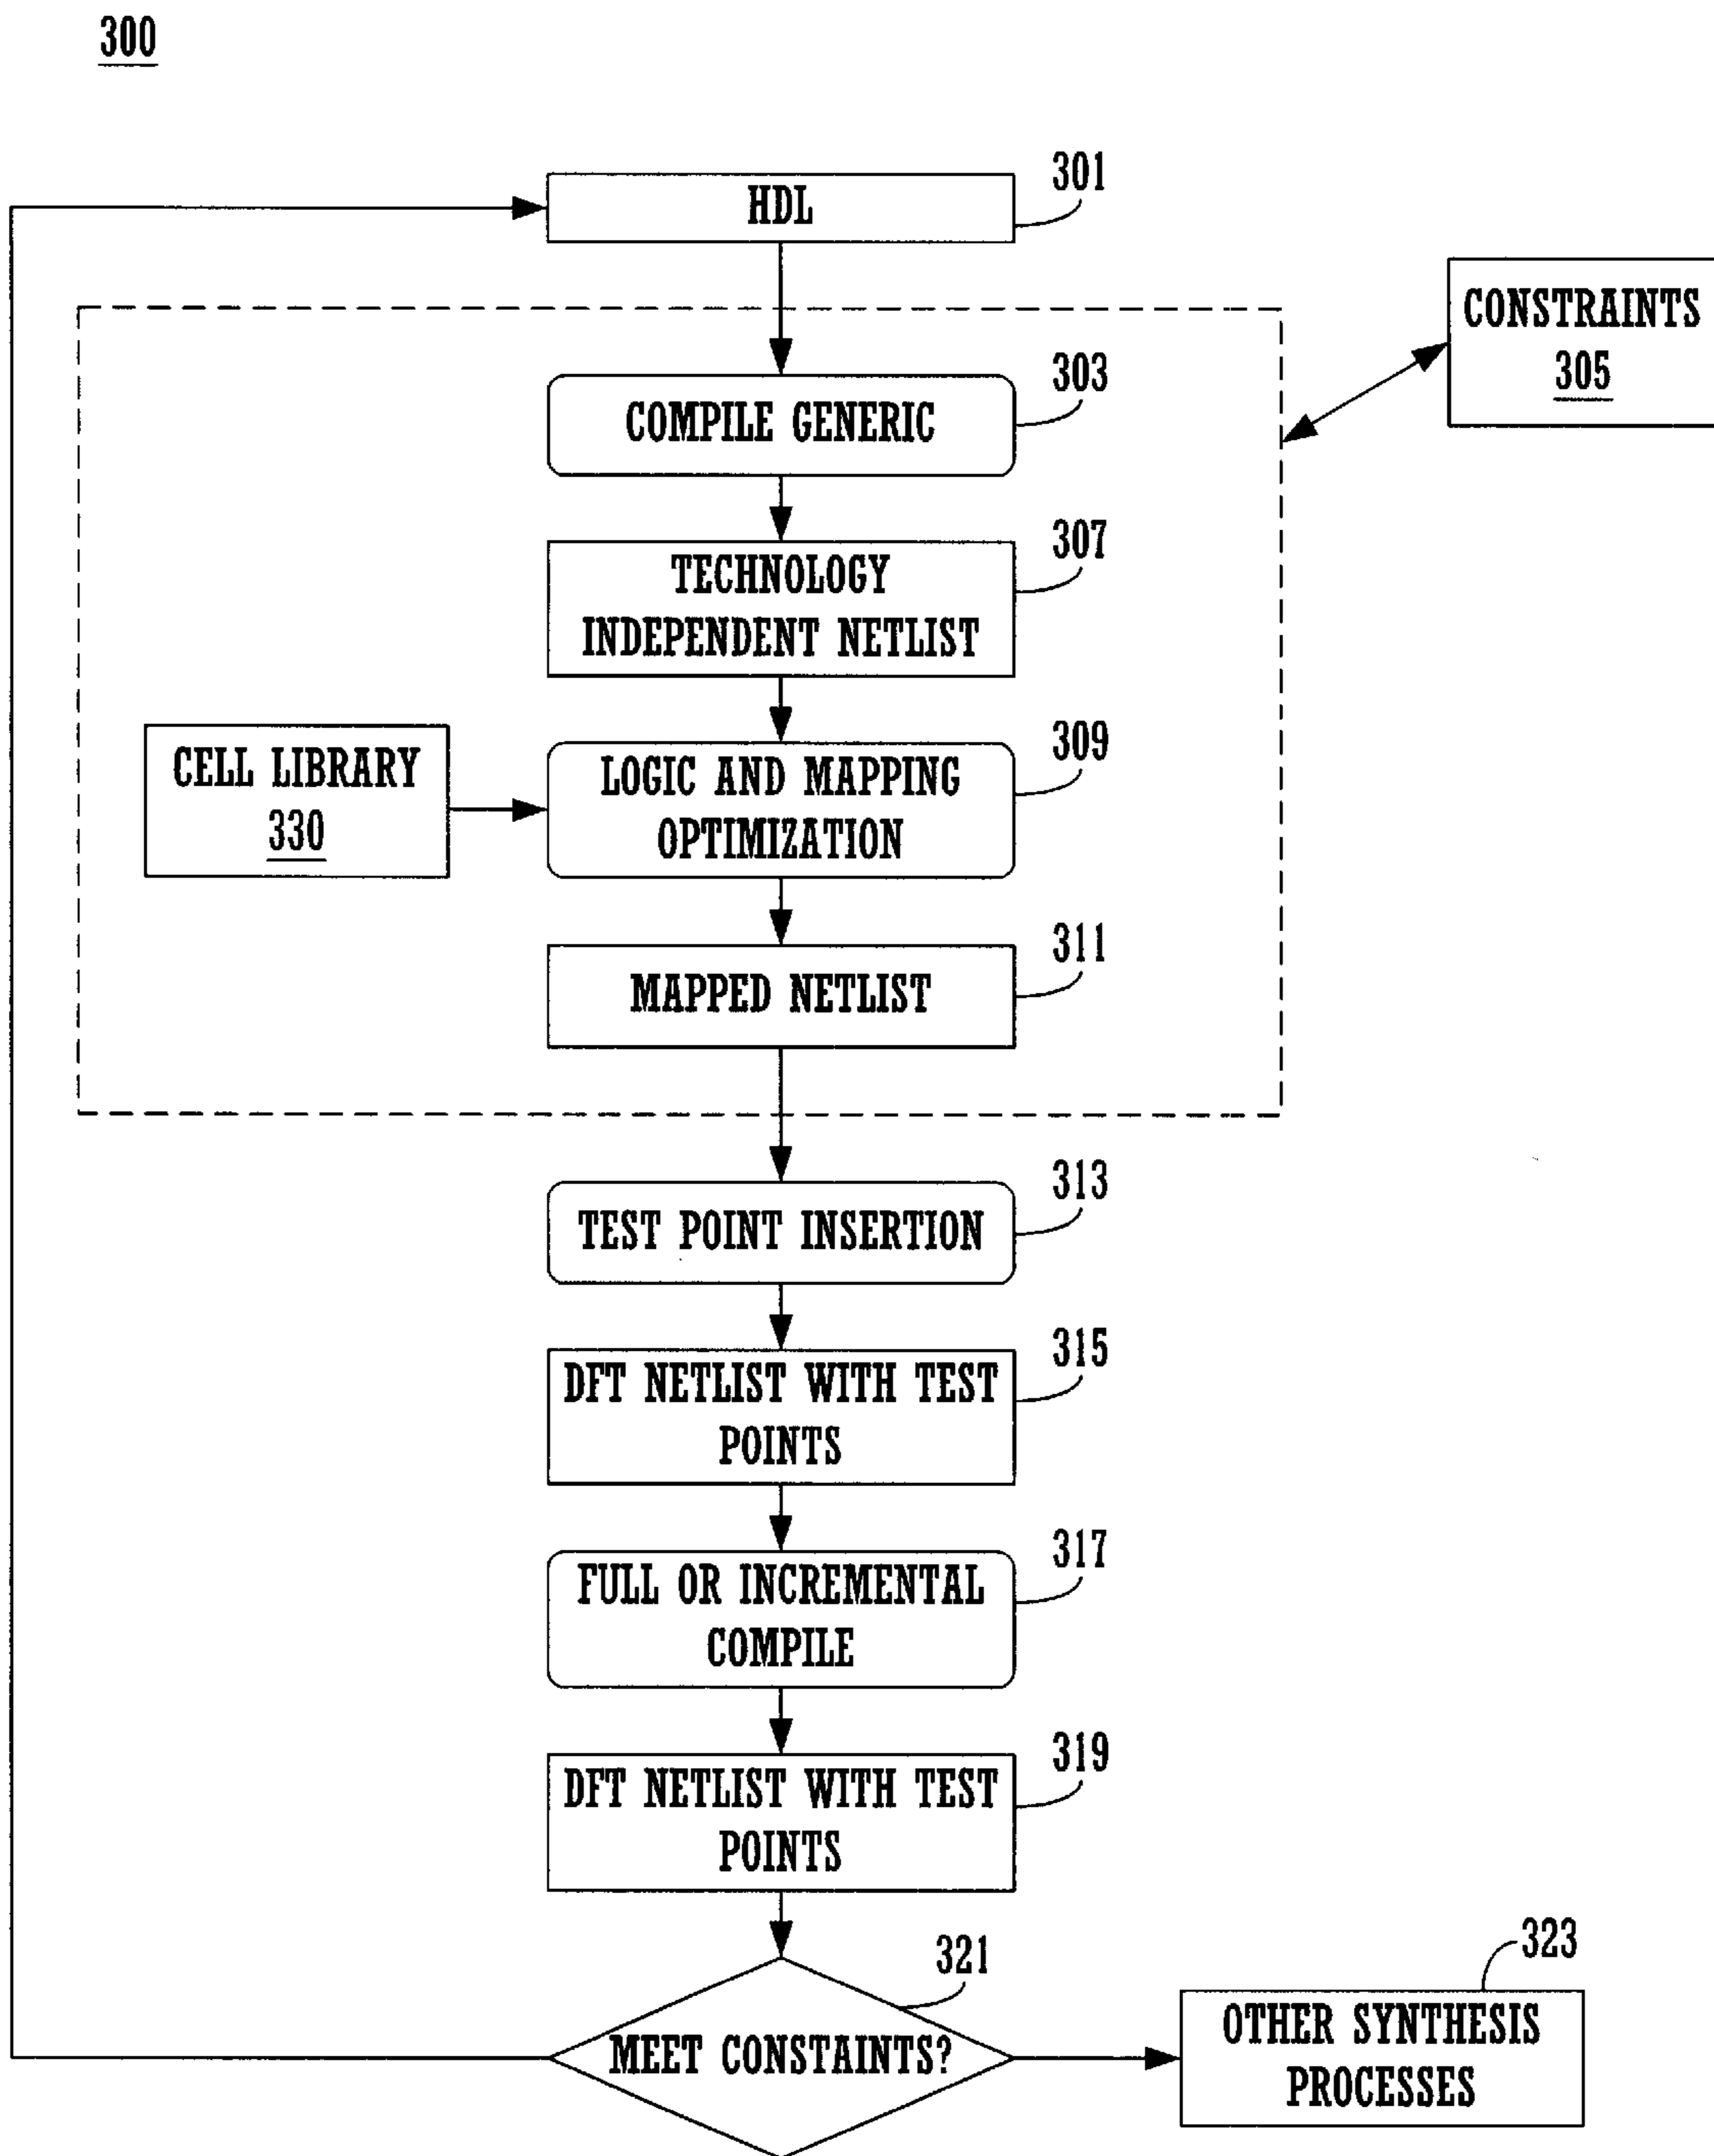 300
HDL
301
CONSTRAINTS
305
COMPILE GENERIC
303
TECHNOLOGY
INDEPENDENT NETLIST
307
CELL LIBRARY
330
LOGIC AND MAPPING
OPTIMIZATION
309
MAPPED NETLIST
311
TEST POINT INSERTION
313
DFT NETLIST WITH TEST
POINTS
315
FULL OR INCREMENTAL
COMPILE
317
DFT NETLIST WITH TEST
POINTS
319
MEET CONSTAINTS?
321
OTHER SYNTHESIS
PROCESSES
323